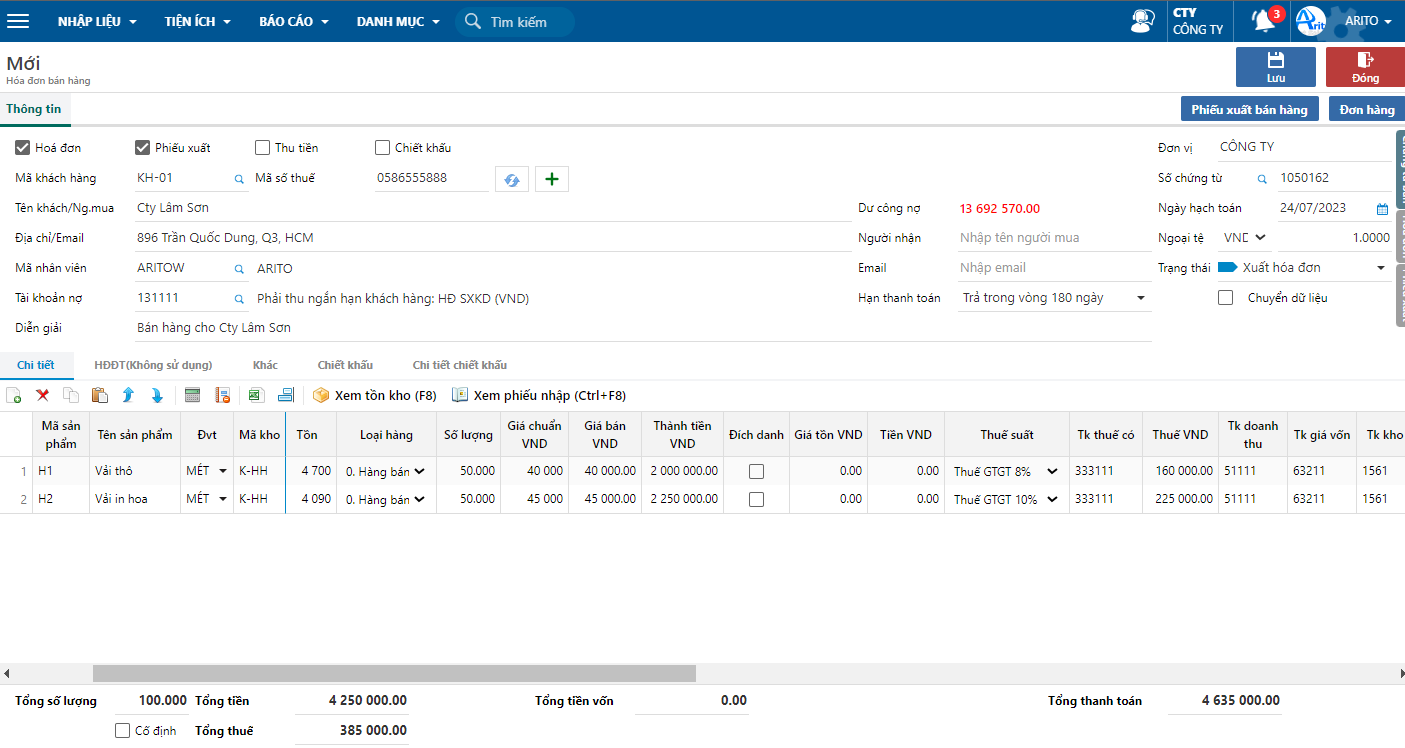 NHẬP LIỆU TIỆN ÍCH BÁO CÁO DANH MỤC Tìm kiếm CTY CÔNG TY 3 ARITO
Mới
Hóa đơn bán hàng
Lưu Đóng
Thông tin Phiếu xuất bán hàng Đơn hàng
Hoá đơn Phiếu xuất Thu tiền Chiết khấu Đơn vị CÔNG TY
Mã khách hàng KH-01 Mã số thuế 0586555888 Số chứng từ 1050162
Tên khách/Ng.mua Cty Lâm Sơn Dư công nợ 13 692 570.00 Ngày hạch toán 24/07/2023
Địa chỉ/Email 896 Trần Quốc Dung, Q3, HCM Người nhận Nhập tên người mua Ngoại tệ VND 1.0000
Mã nhân viên ARITOW ARITO Email Nhập email Trạng thái Xuất hóa đơn
Tài khoản nợ 131111 Phải thu ngắn hạn khách hàng: HĐ SXKD (VND) Hạn thanh toán Trả trong vòng 180 ngày Chuyển dữ liệu
Diễn giải Bán hàng cho Cty Lâm Sơn
Chi tiết HĐĐT(Không sử dụng) Khác Chiết khấu Chi tiết chiết khấu
Xem tồn kho (F8) Xem phiếu nhập (Ctrl+F8)
Mã sản phẩm Tên sản phẩm Đvt Mã kho Tồn Loại hàng Số lượng Giá chuẩn VND Giá bán VND Thành tiền VND Đích danh Giá tồn VND Tiền VND Thuế suất Tk thuế có Thuế VND Tk doanh thu Tk giá vốn Tk kho
1 H1 Vải thô MÉT K-HH 4 700 0. Hàng bán 50.000 40 000 40 000.00 2 000 000.00 0.00 0.00 Thuế GTGT 8% 333111 160 000.00 51111 63211 1561
2 H2 Vải in hoa MÉT K-HH 4 090 0. Hàng bán 50.000 45 000 45 000.00 2 250 000.00 0.00 0.00 Thuế GTGT 10% 333111 225 000.00 51111 63211 1561
Tổng số lượng 100.000 Tổng tiền 4 250 000.00 Tổng tiền vốn 0.00 Tổng thanh toán 4 635 000.00
Cố định Tổng thuế 385 000.00